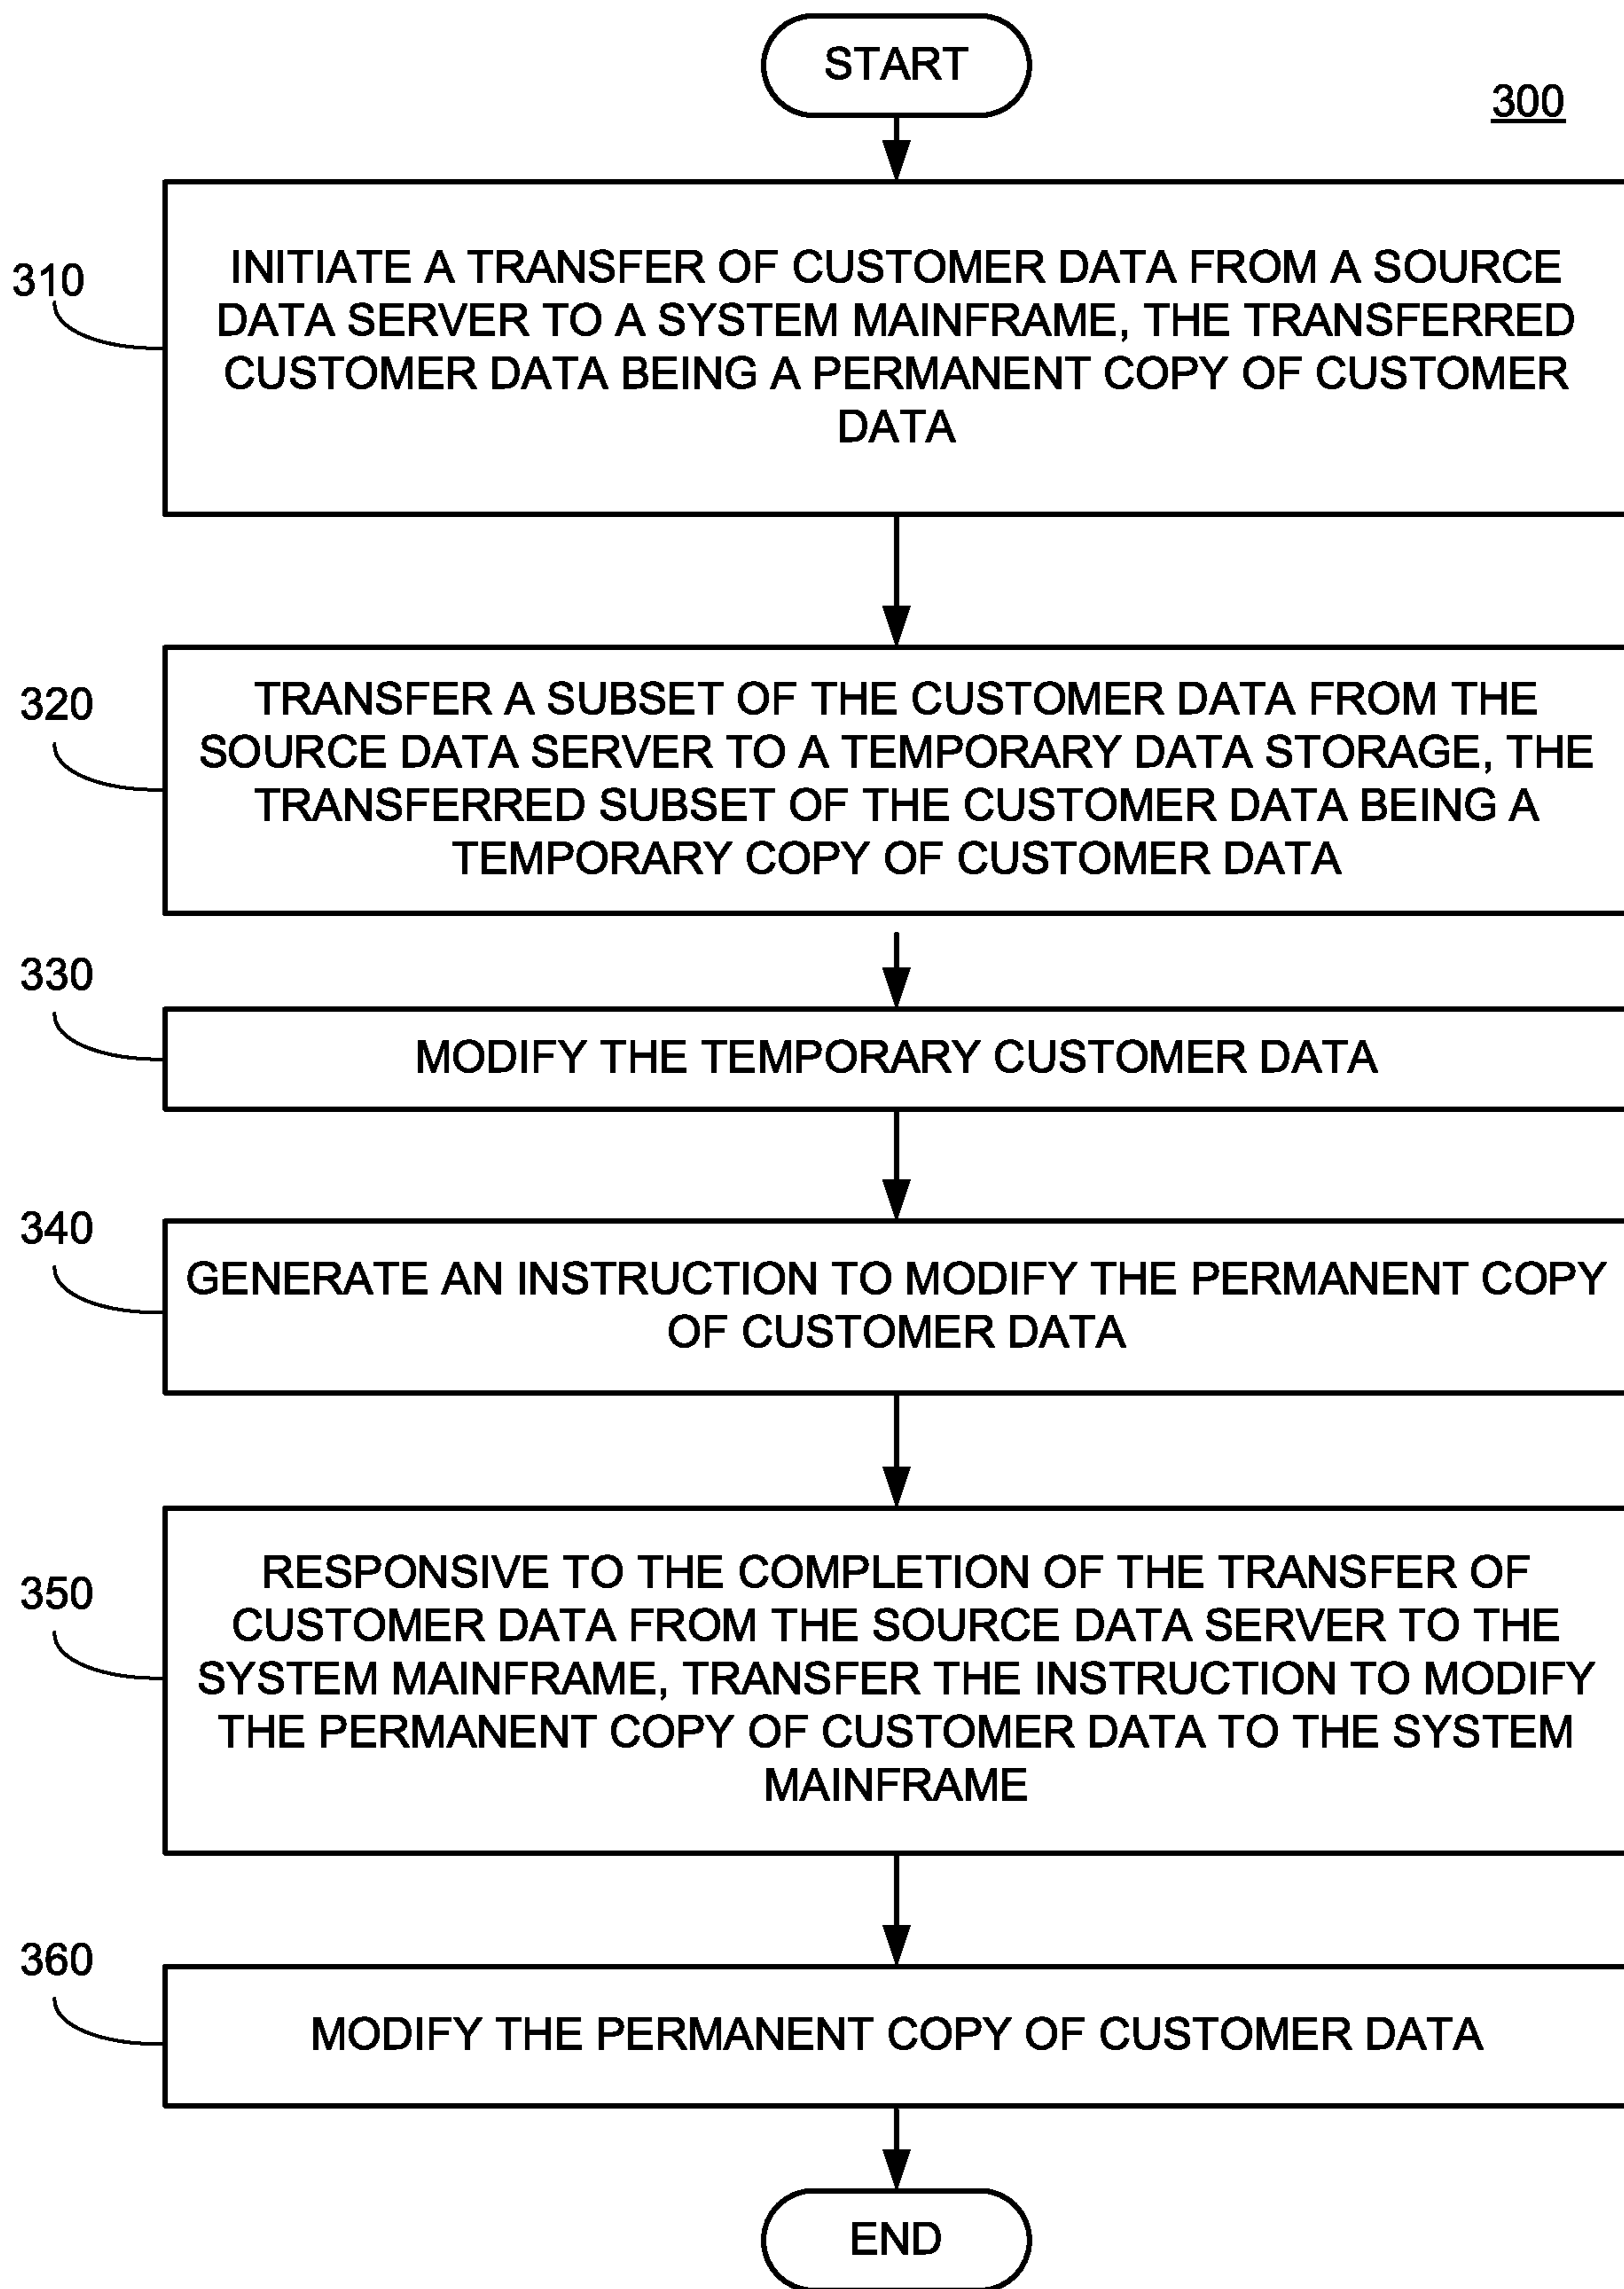 START
300
310
INITIATE A TRANSFER OF CUSTOMER DATA FROM A SOURCE
DATA SERVER TO A SYSTEM MAINFRAME, THE TRANSFERRED
CUSTOMER DATA BEING A PERMANENT COPY OF CUSTOMER
DATA
320
TRANSFER A SUBSET OF THE CUSTOMER DATA FROM THE
SOURCE DATA SERVER TO A TEMPORARY DATA STORAGE, THE
TRANSFERRED SUBSET OF THE CUSTOMER DATA BEING A
TEMPORARY COPY OF CUSTOMER DATA
330
MODIFY THE TEMPORARY CUSTOMER DATA
340
GENERATE AN INSTRUCTION TO MODIFY THE PERMANENT COPY
OF CUSTOMER DATA
350
RESPONSIVE TO THE COMPLETION OF THE TRANSFER OF
CUSTOMER DATA FROM THE SOURCE DATA SERVER TO THE
SYSTEM MAINFRAME, TRANSFER THE INSTRUCTION TO MODIFY
THE PERMANENT COPY OF CUSTOMER DATA TO THE SYSTEM
MAINFRAME
360
MODIFY THE PERMANENT COPY OF CUSTOMER DATA
END